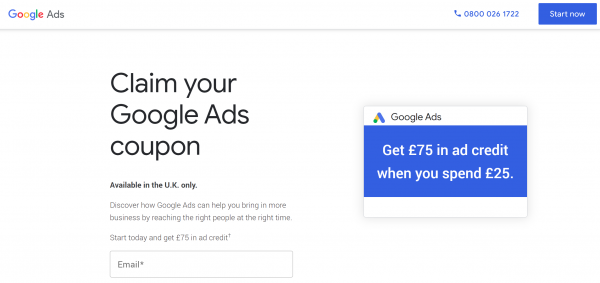 Google Ads
0800 026 1722
Start now
Claim your
Google Ads
coupon
Available in the U.K. only.
Discover how Google Ads can help you bring in more
business by reaching the right people at the right time.
Start today and get £75 in ad credit†
Email*
Google Ads
Get £75 in ad credit
when you spend £25.